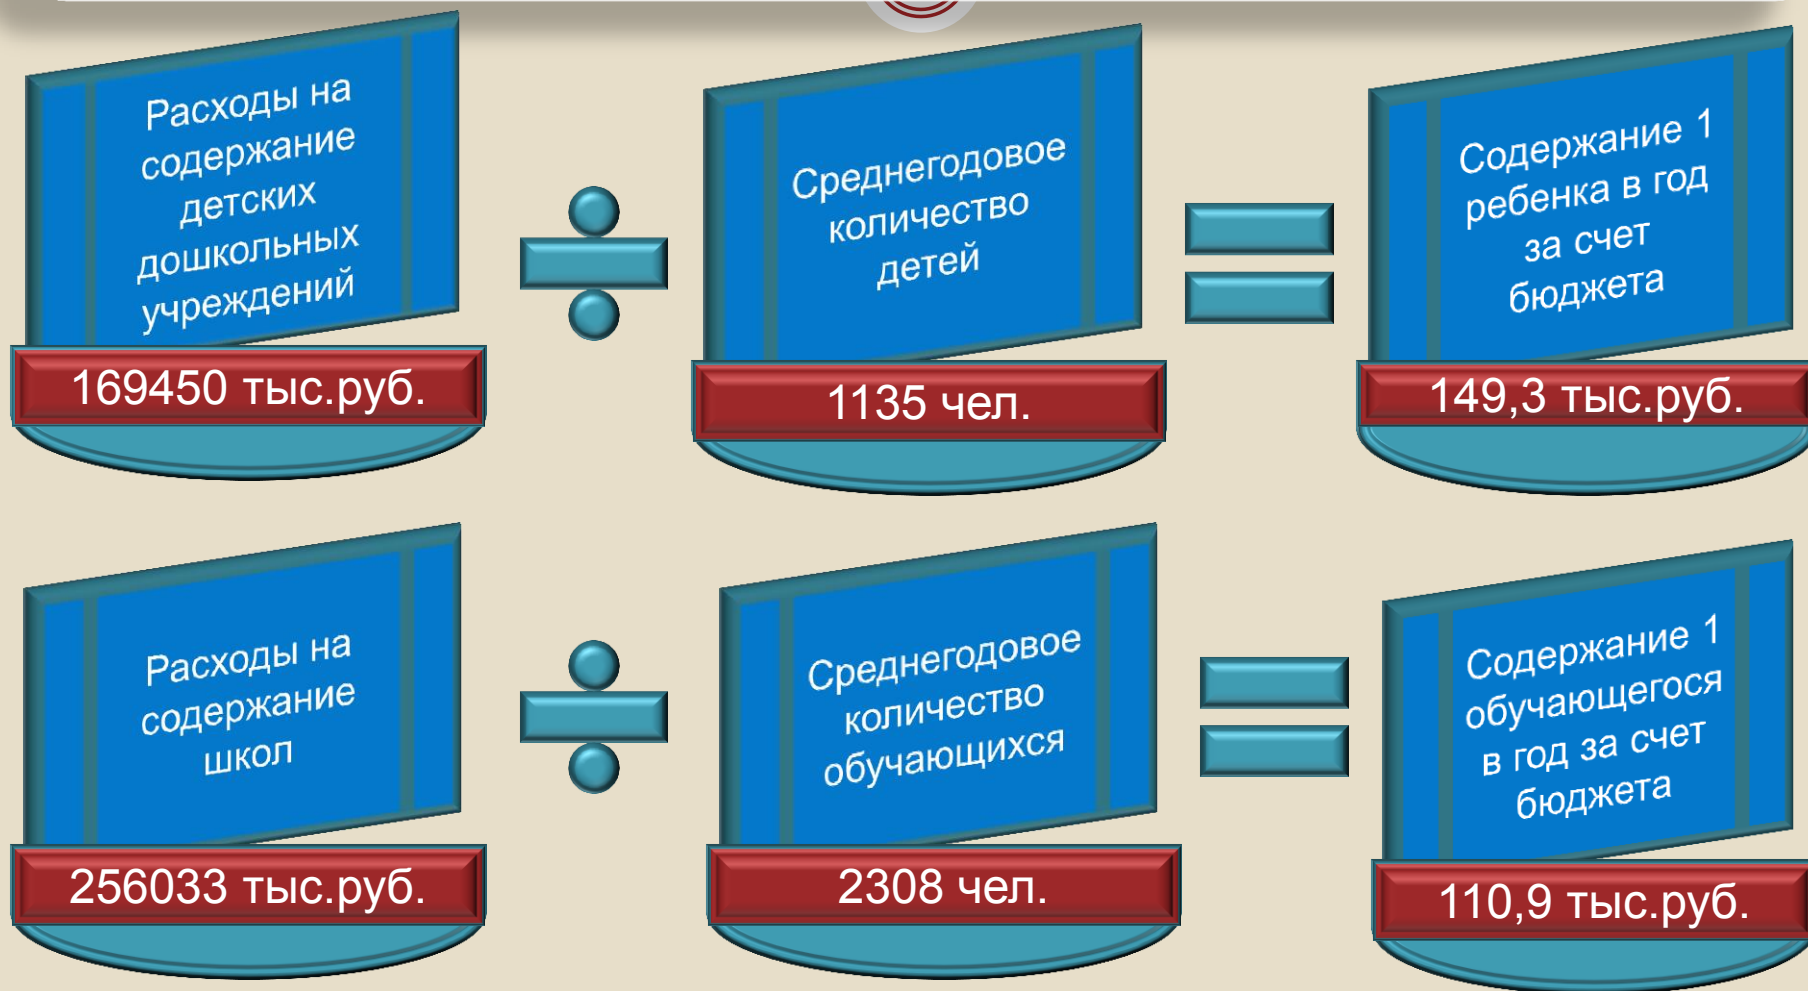 Расходы на
содержание
детских
дошкольных
учреждений
169450 тыс.руб.
Среднегодовое
количество
детей
1135 чел.
Содержание 1
ребенка в год
за счет
бюджета
149,3 тыс.руб.
Расходы на
содержание
школ
256033 тыс.руб.
Среднегодовое
количество
обучающихся
2308 чел.
Содержание 1
обучающегося
в год за счет
бюджета
110,9 тыс.руб.